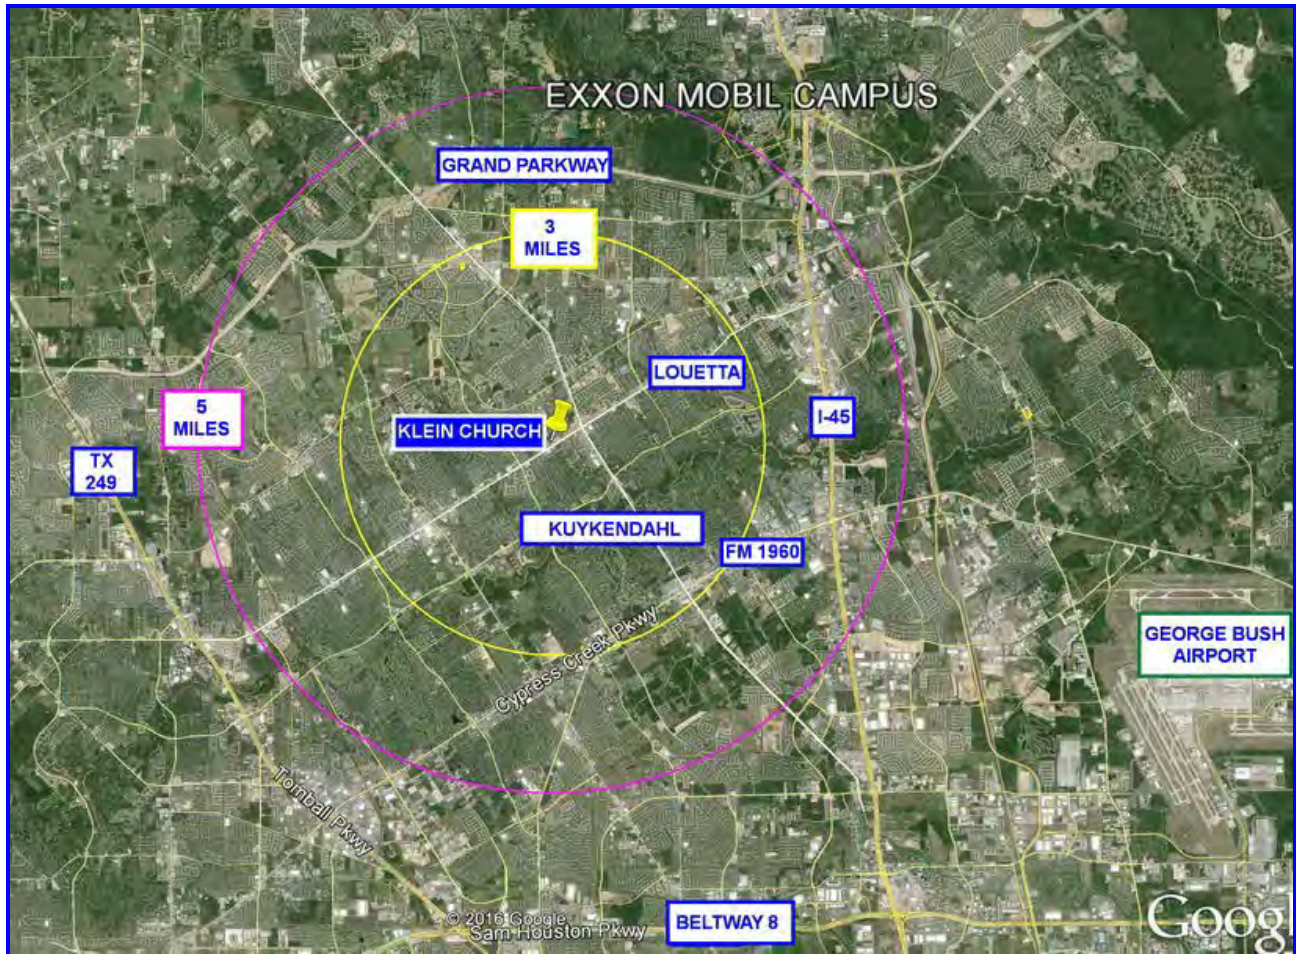 EXXON MOBIL CAMPUS
GRAND PARKWAY
3
MILES
LOUETTA
5
MILES
KLEIN CHURCH
I-45
TX
249
KUYKENDAHL
FM 1960
GEORGE BUSH
AIRPORT
Cypress Creek Pkwy
Tomball Pkwy
© 2016 Google
Sam Houston Pkwy
BELTWAY 8
Goog